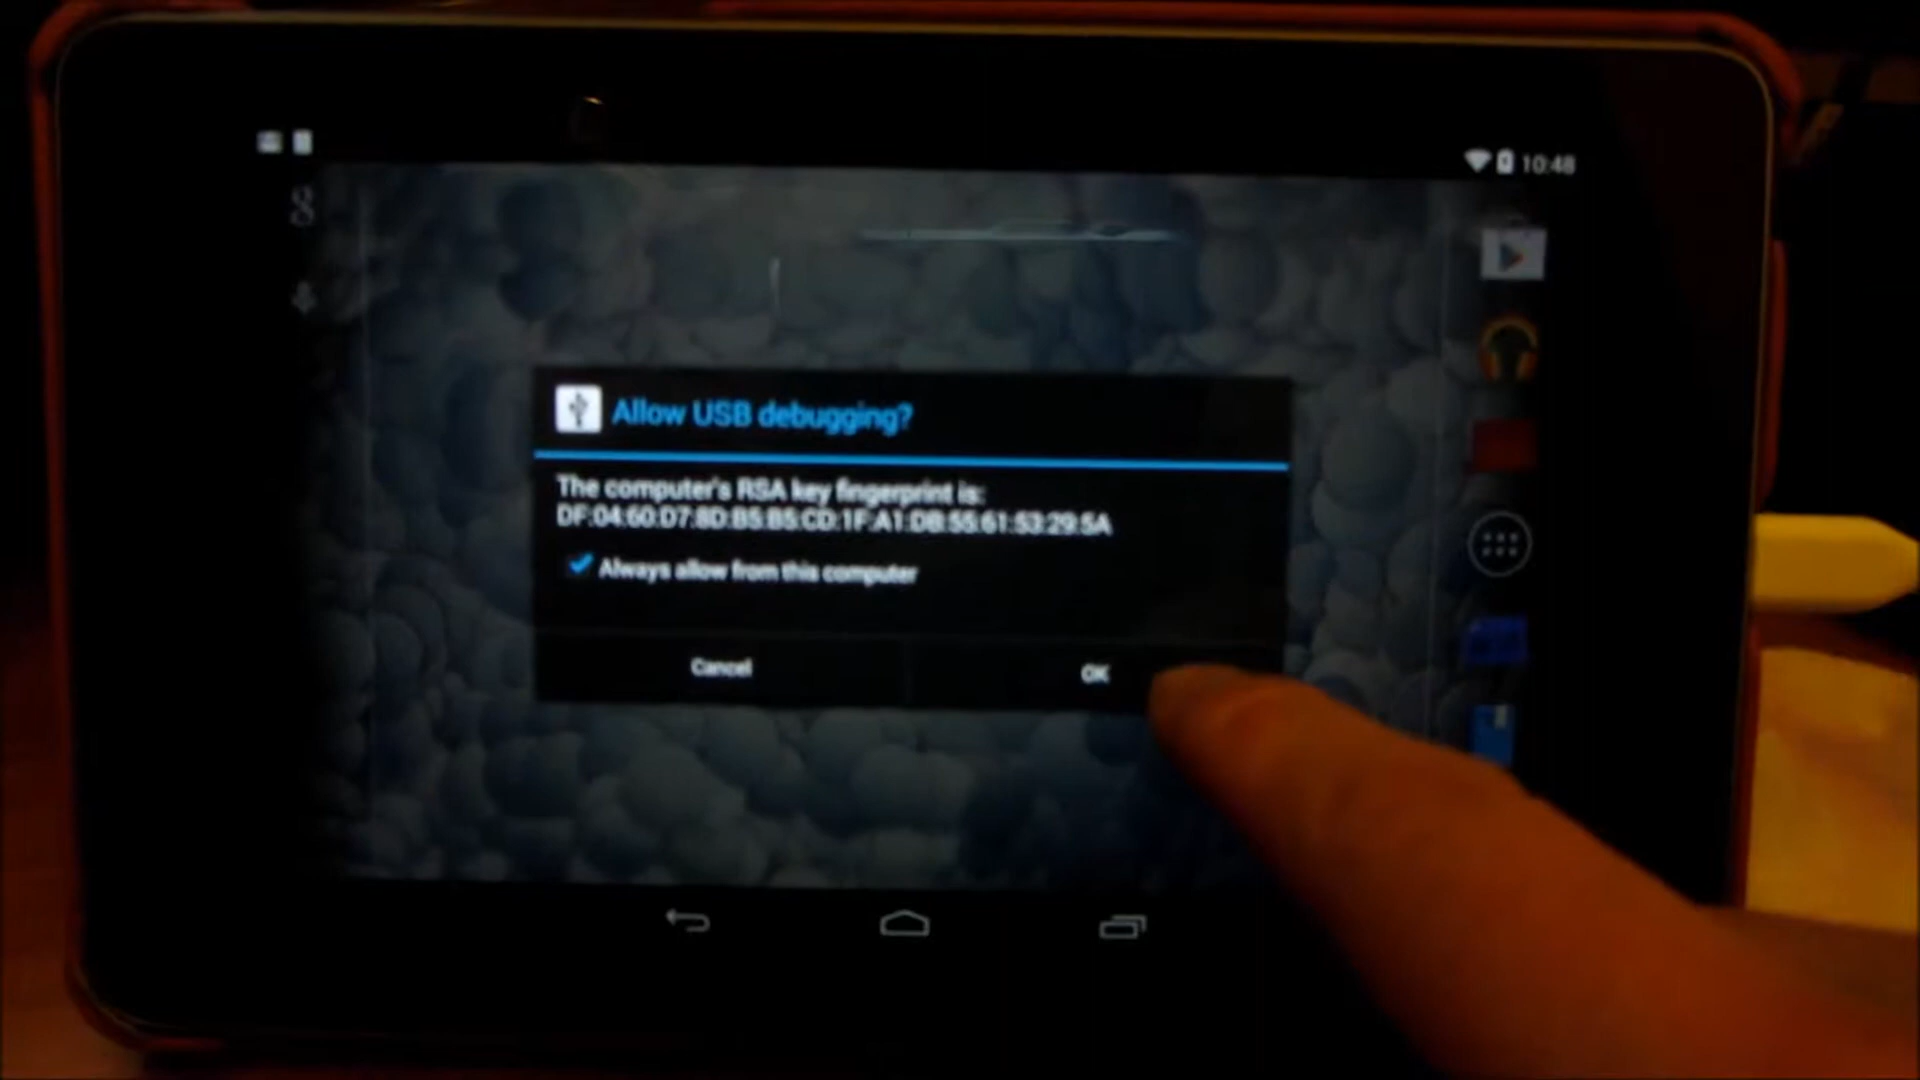 10:48
g
Allow USB debugging?
The computer's RSA key fingerprint is:
DF:04:60:D7:8D:B5:B5:CD:1F:A1:DB:55:61:53:29:5A
Always allow from this computer
Cancel
OK